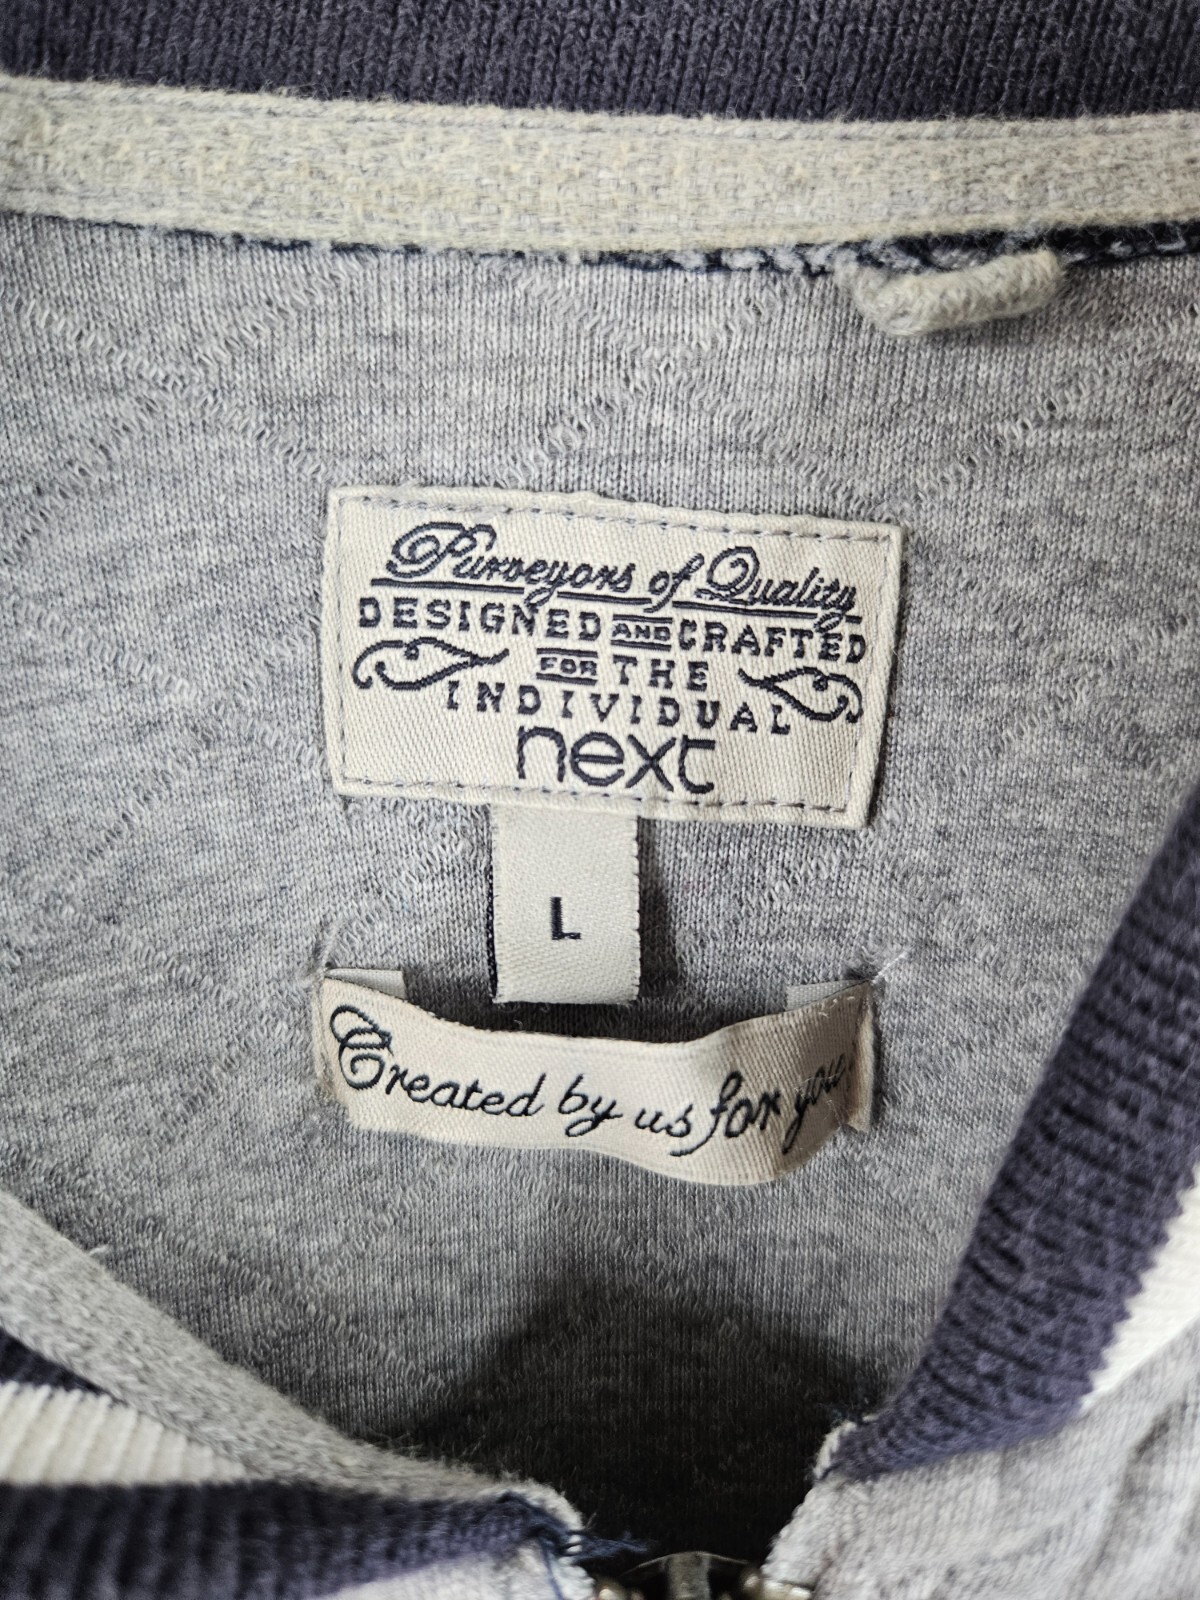 Purveyors of Quality
DESIGNED AND CRAFTED
FOR THE
INDIVIDUAL
next
L
Created by us for you.